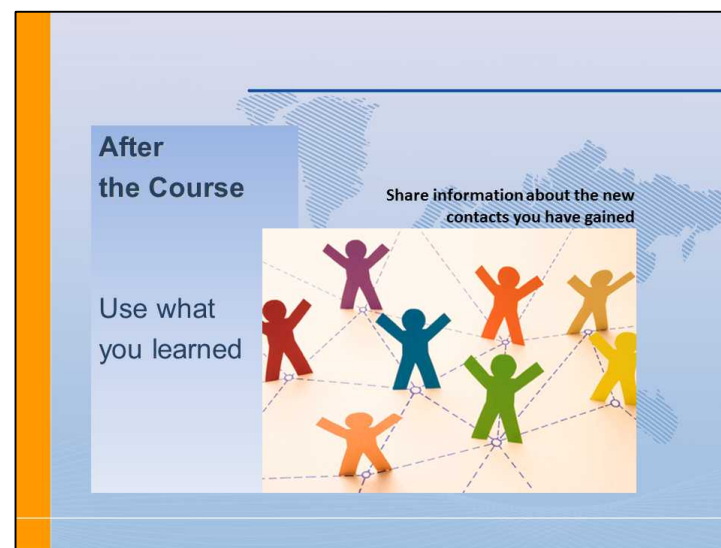 After
the Course
Share information about the new
contacts you have gained
Use what
you learned